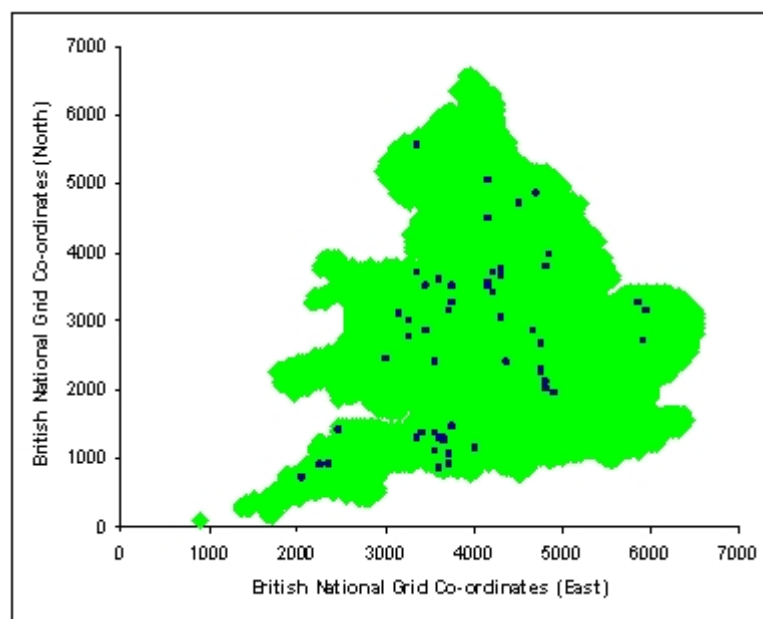 British National Grid Co-ordinates (North)
7000
6000
5000
4000
3000
2000
1000
0
0 1000 2000 3000 4000 5000 6000 7000
British National Grid Co-ordinates (East)